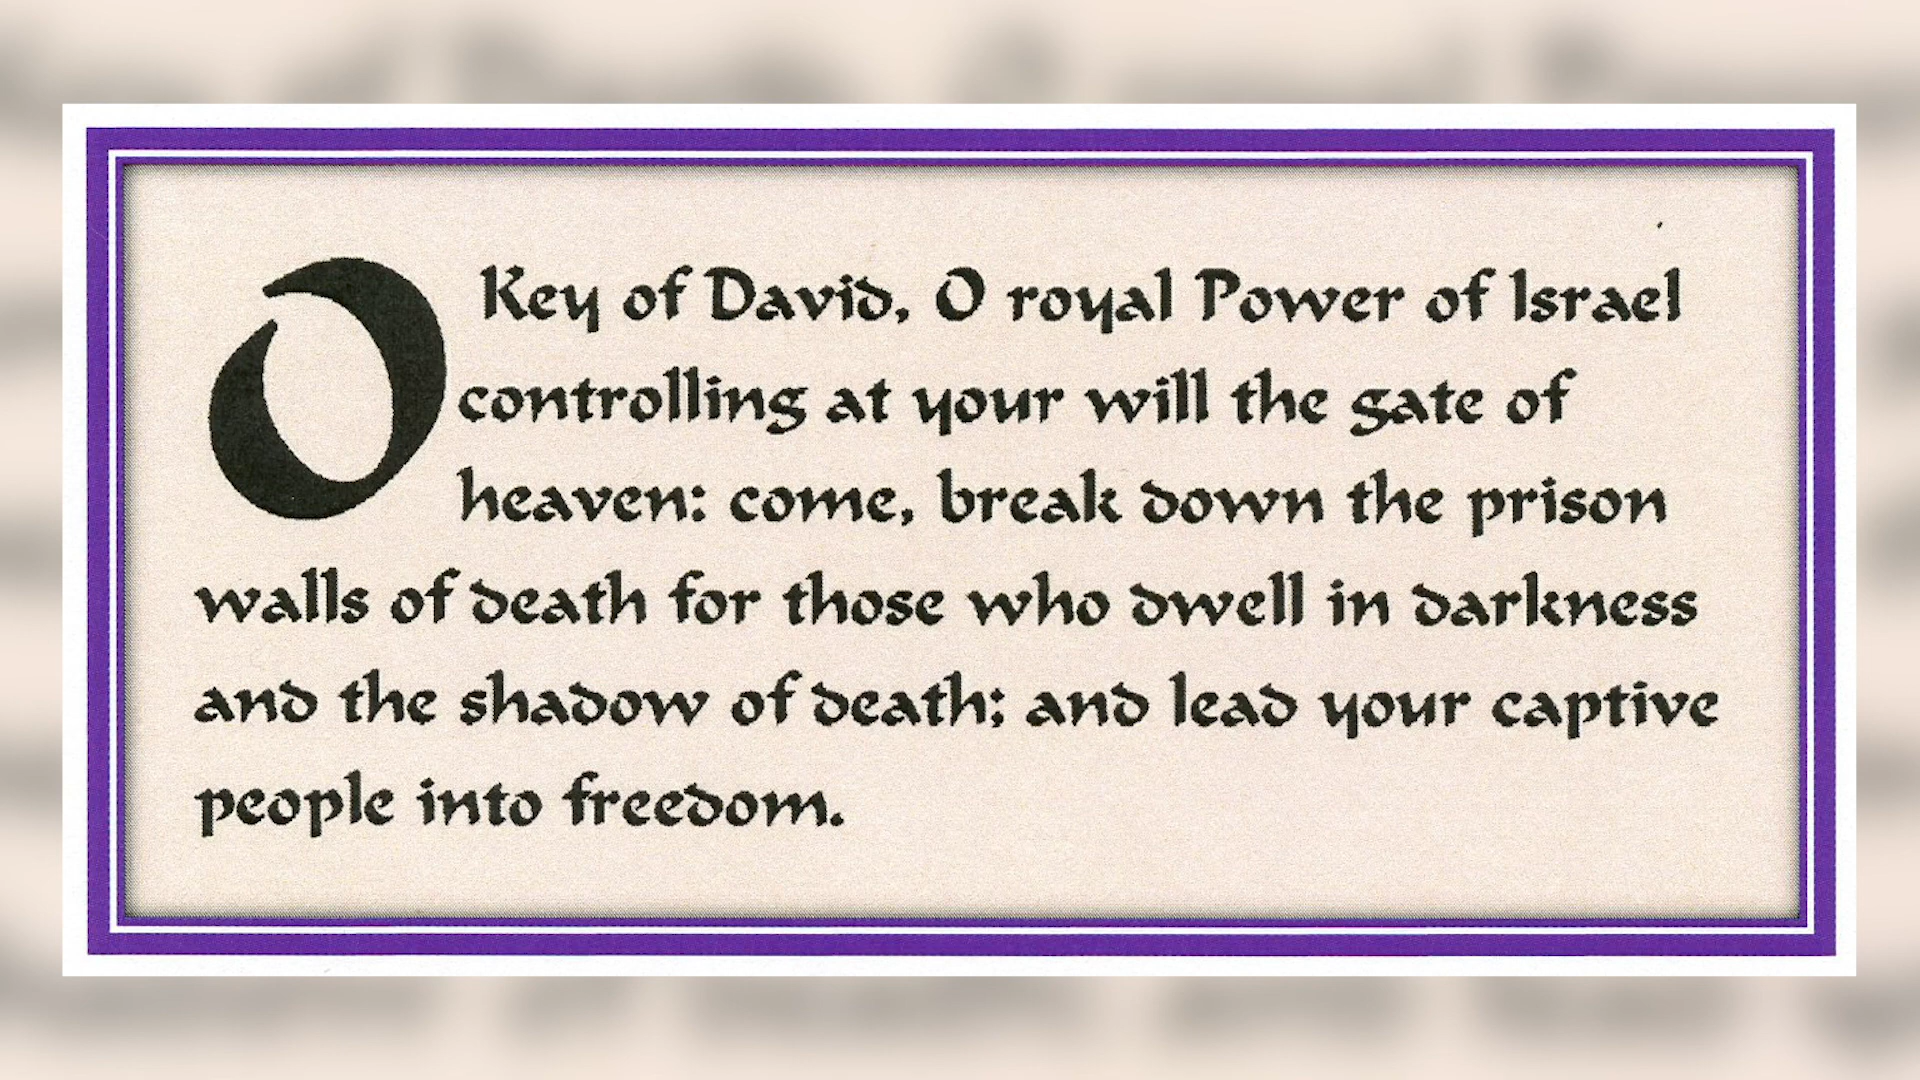 O Key of David, O royal Power of Israel
controlling at your will the gate of
heaven: come, break down the prison
walls of death for those who dwell in darkness
and the shadow of death; and lead your captive
people into freedom.